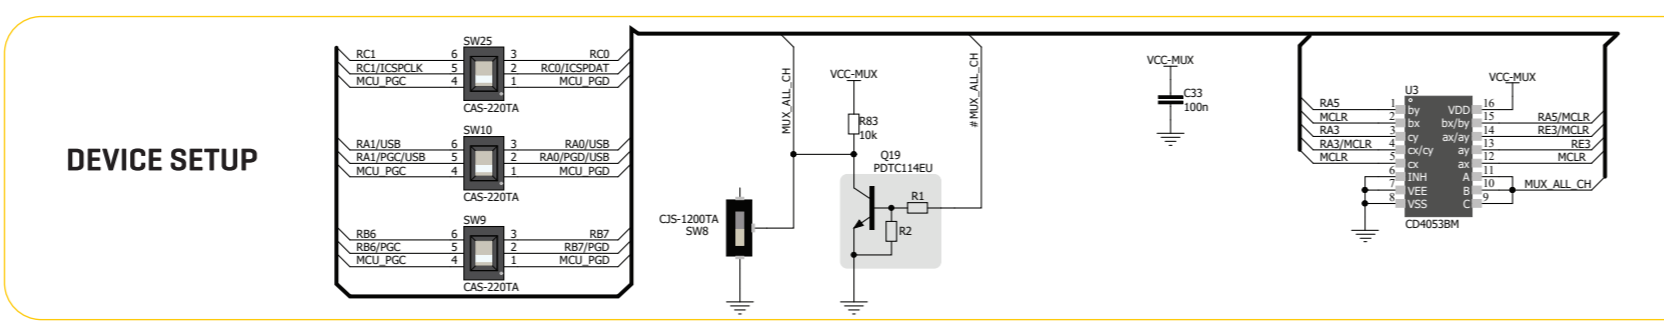 DEVICE SETUP
SW25
RC1 6 3 RC0
RC1/ICSPCLK 5 2 RC0/ICSPDAT
MCU_PGC 4 1 MCU_PGD
CAS-220TA
SW10
RA1/USB 6 3 RA0/USB
RA1/PGC/USB 5 2 RA0/PGD/USB
MCU_PGC 4 1 MCU_PGD
CAS-220TA
SW9
RB6 6 3 RB7
RB6/PGC 5 2 RB7/PGD
MCU_PGC 4 1 MCU_PGD
CAS-220TA
MUX_ALL_CH
CJS-1200TA
SW8
VCC-MUX
R83
10k
Q19
PDTC114EU
R1
R2
#MUX_ALL_CH
VCC-MUX
C33
100n
VCC-MUX
U3
RA5 1 by VDD 16
MCLR 2 bx bx/by 15 RA5/MCLR
RA3 3 cy ax/ay 14 RE3/MCLR
RA3/MCLR 4 cx/cy ay 13 RE3
MCLR 5 cx ax 12 MCLR
6 INH A 11
7 VEE B 10 MUX_ALL_CH
8 VSS C 9
CD4053BM